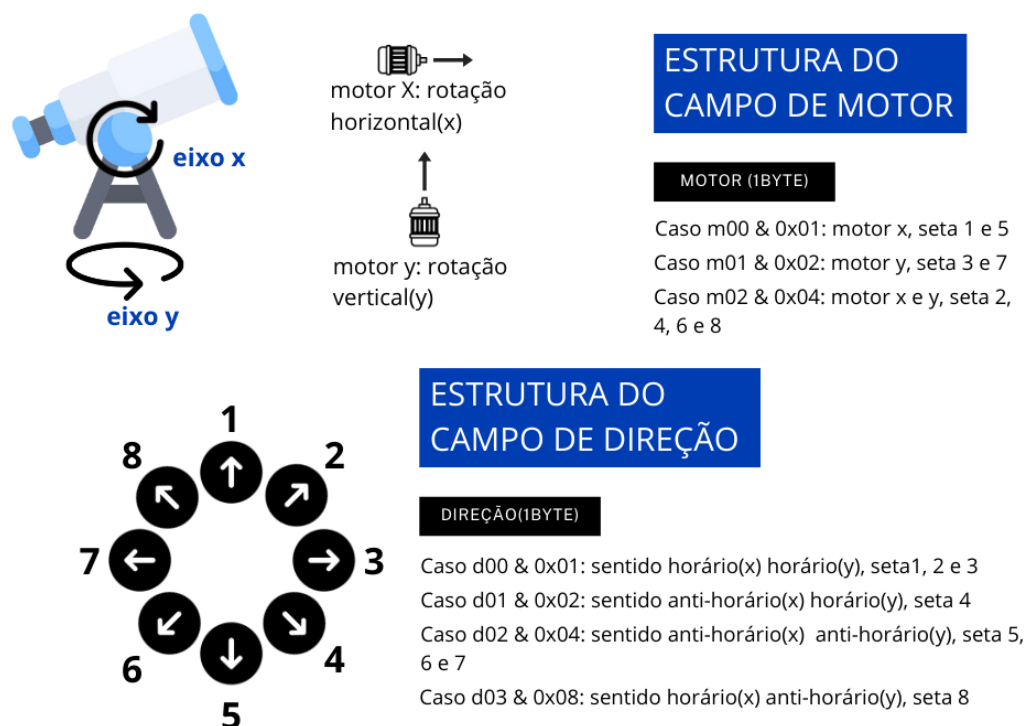 eixo x
eixo y
motor X: rotação
horizontal(x)
motor y: rotação
vertical(y)
ESTRUTURA DO
CAMPO DE MOTOR
MOTOR (1BYTE)
Caso m00 & 0x01: motor x, seta 1 e 5
Caso m01 & 0x02: motor y, seta 3 e 7
Caso m02 & 0x04: motor x e y, seta 2,
4, 6 e 8
1
2
3
4
5
6
7
8
ESTRUTURA DO
CAMPO DE DIREÇÃO
DIREÇÃO(1BYTE)
Caso d00 & 0x01: sentido horário(x) horário(y), seta1, 2 e 3
Caso d01 & 0x02: sentido anti-horário(x) horário(y), seta 4
Caso d02 & 0x04: sentido anti-horário(x) anti-horário(y), seta 5,
6 e 7
Caso d03 & 0x08: sentido horário(x) anti-horário(y), seta 8